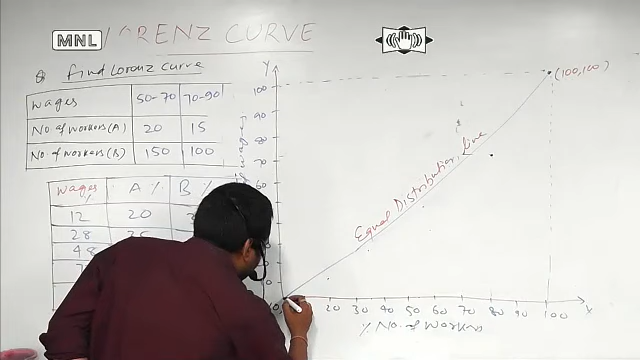 MNL
LORENZ CURVE
Q Find Lorenz Curve
Wages 50-70 70-90
No. of workers (A) 20 15
No. of workers (B) 150 100
Wages % A % B %
12 20
28 35
48
Y
100
90
80
70
60
(100,100)
Equal Distribution line
20 30 40 50 60 70 80 90 100 X
% No. of Workers